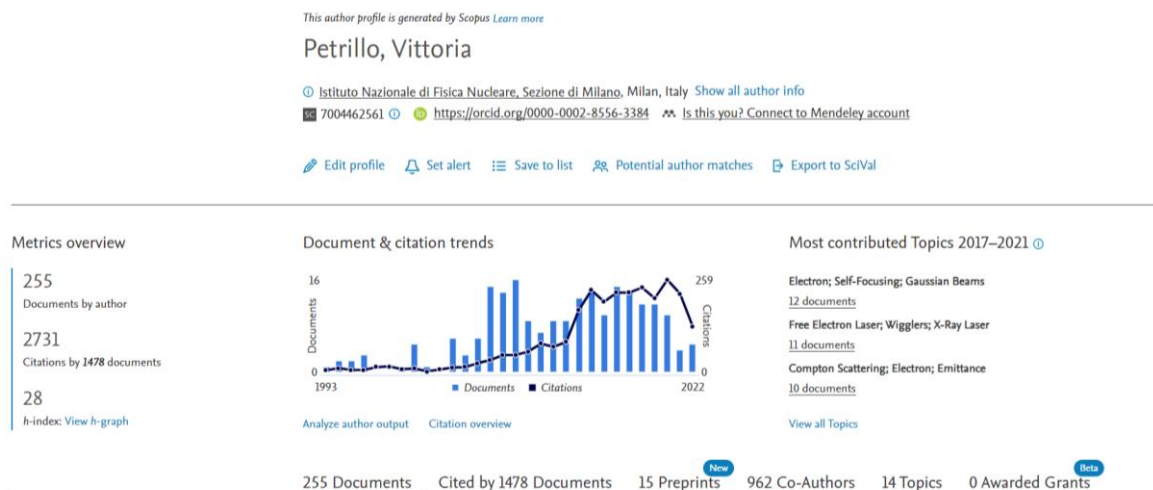 This author profile is generated by Scopus Learn more
Petrillo, Vittoria
Istituto Nazionale di Fisica Nucleare, Sezione di Milano, Milan, Italy Show all author info
SC 7004462561 iD https://orcid.org/0000-0002-8556-3384 Is this you? Connect to Mendeley account
Edit profile Set alert Save to list Potential author matches Export to SciVal
Metrics overview
255
Documents by author
2731
Citations by 1478 documents
28
h-index: View h-graph
Document & citation trends
16
259
Documents
Citations
0
0
1993
Documents
Citations
2022
Analyze author output Citation overview
Most contributed Topics 2017–2021
Electron; Self-Focusing; Gaussian Beams
12 documents
Free Electron Laser; Wigglers; X-Ray Laser
11 documents
Compton Scattering; Electron; Emittance
10 documents
View all Topics
New
Beta
255 Documents Cited by 1478 Documents 15 Preprints 962 Co-Authors 14 Topics 0 Awarded Grants